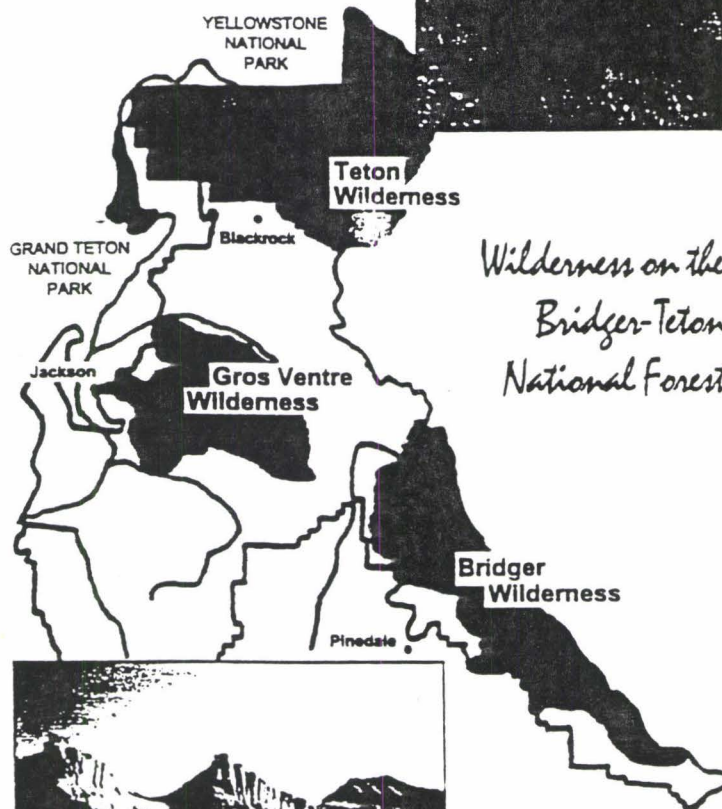 YELLOWSTONE
NATIONAL
PARK
Teton
Wilderness
Blackrock
GRAND TETON
NATIONAL
PARK
Wilderness on the
Bridger-Teton
National Forest
Jackson
Gros Ventre
Wilderness
Bridger
Wilderness
Pinedale